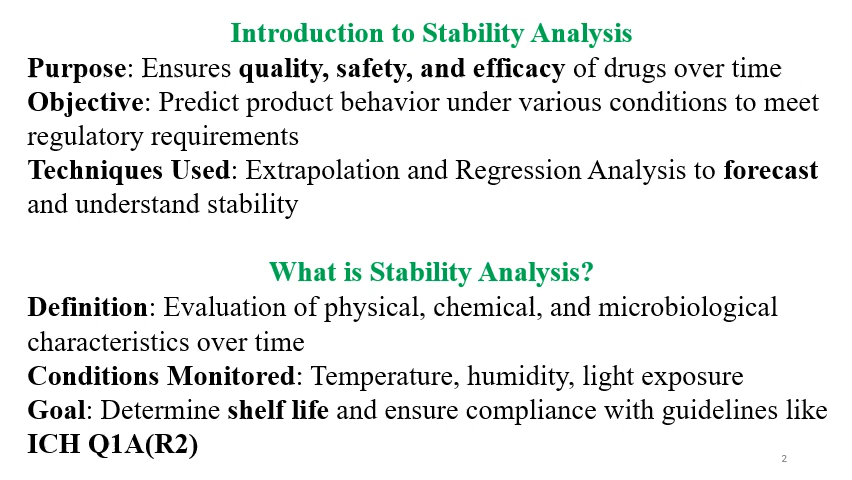 Introduction to Stability Analysis
Purpose: Ensures quality, safety, and efficacy of drugs over time
Objective: Predict product behavior under various conditions to meet
regulatory requirements
Techniques Used: Extrapolation and Regression Analysis to forecast
and understand stability
What is Stability Analysis?
Definition: Evaluation of physical, chemical, and microbiological
characteristics over time
Conditions Monitored: Temperature, humidity, light exposure
Goal: Determine shelf life and ensure compliance with guidelines like
ICH Q1A(R2)
2